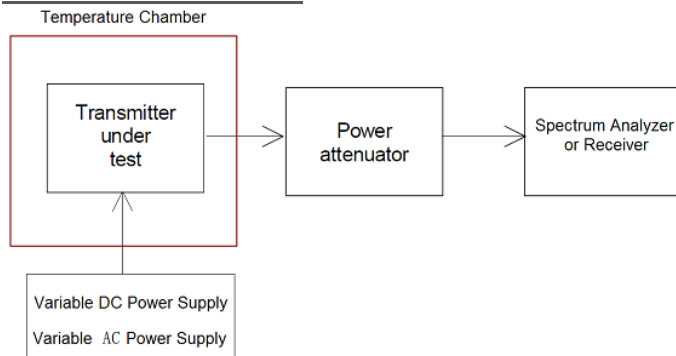 Temperature Chamber
Transmitter
under
test
Power
attenuator
Spectrum Analyzer
or Receiver
Variable DC Power Supply
Variable AC Power Supply